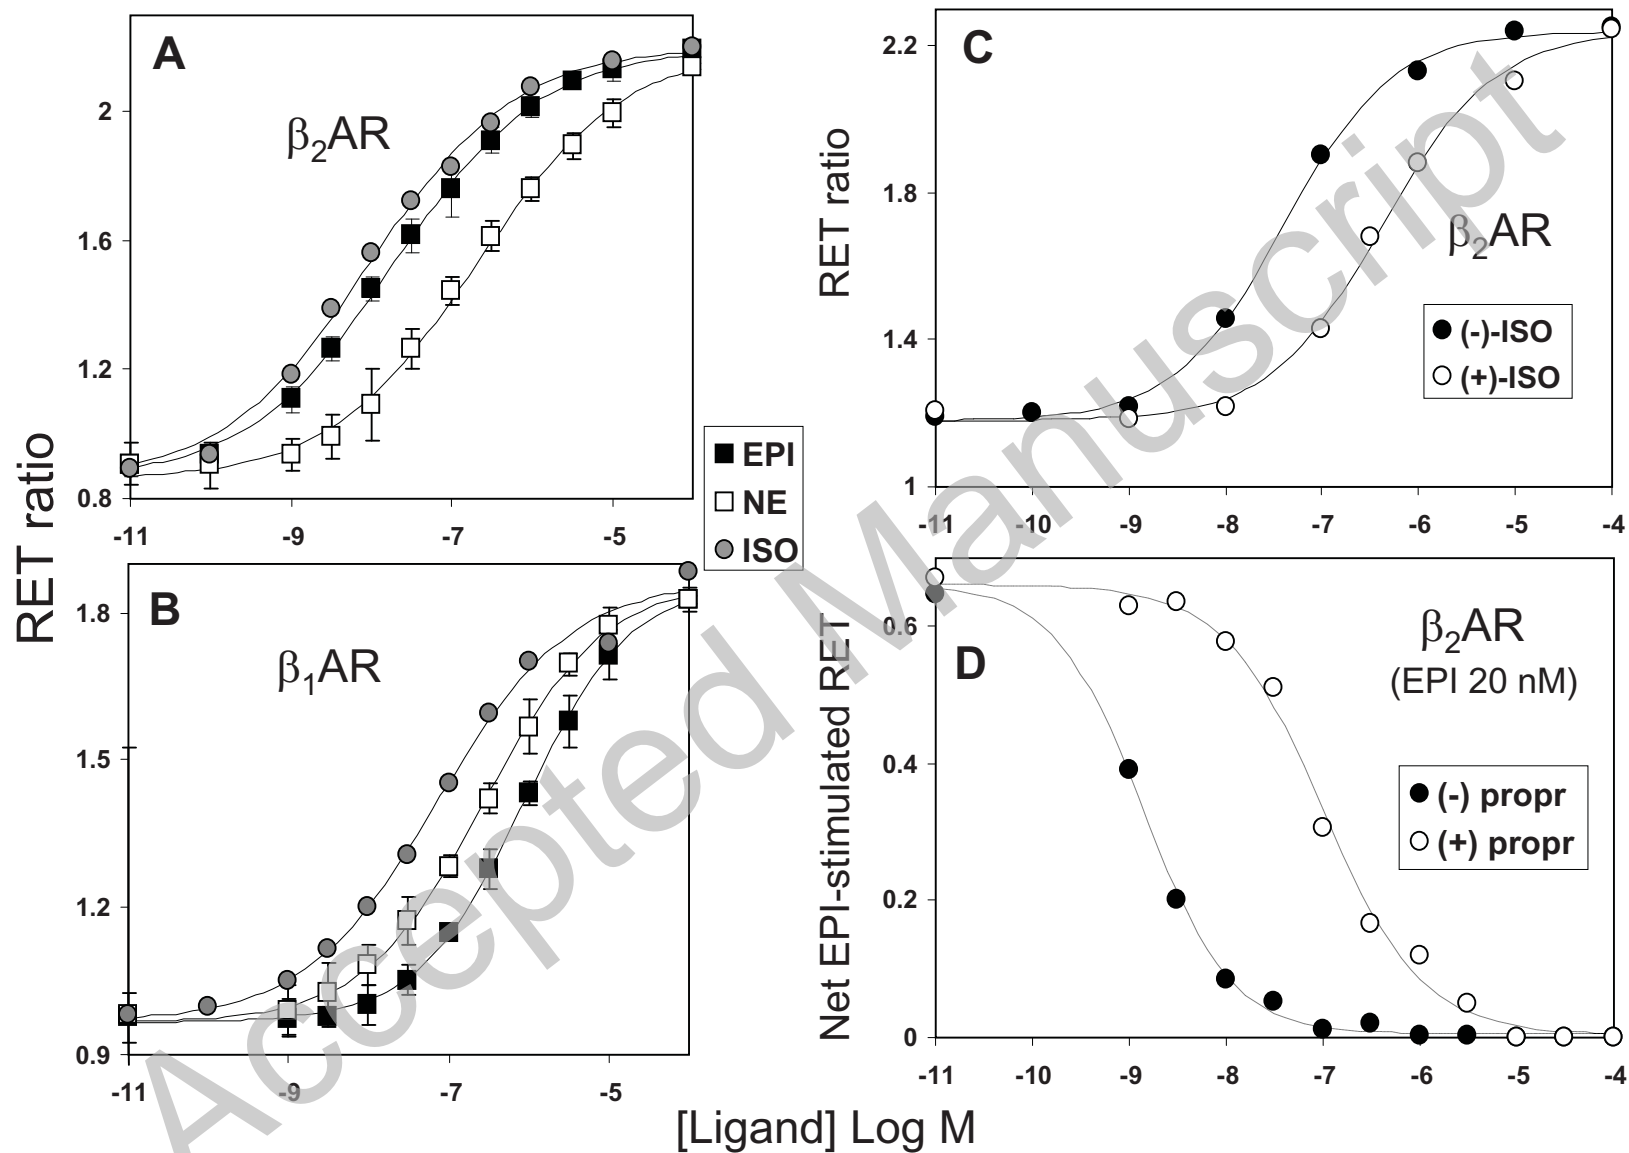 A
β2AR
2
1.6
1.2
0.8
-11
-9
-7
-5
RET ratio
EPI
NE
ISO
B
β1AR
1.8
1.5
1.2
0.9
-11
-9
-7
-5
C
2.2
1.8
1.4
1
RET ratio
β2AR
(-)-ISO
(+)-ISO
-11
-10
-9
-8
-7
-6
-5
-4
D
0.6
0.4
0.2
0
Net EPI-stimulated RET
β2AR
(EPI 20 nM)
(-) propr
(+) propr
-11
-10
-9
-8
-7
-6
-5
-4
[Ligand] Log M
Accepted Manuscript